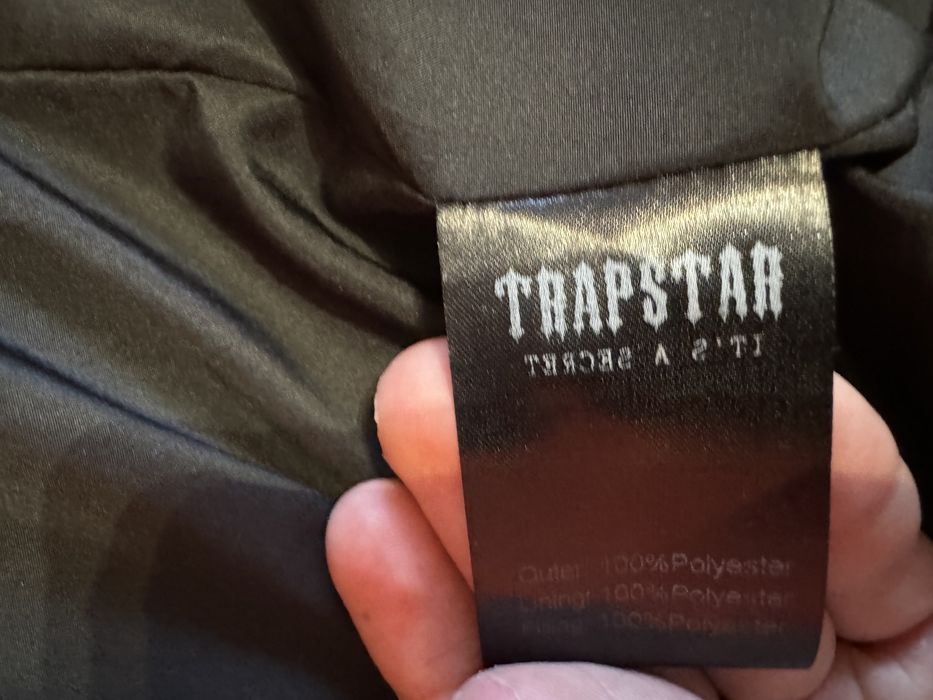 TRAPSTAR
IT'S A SECRET
Outer: 100%Polyester
Lining: 100%Polyester
Filling: 100%Polyester